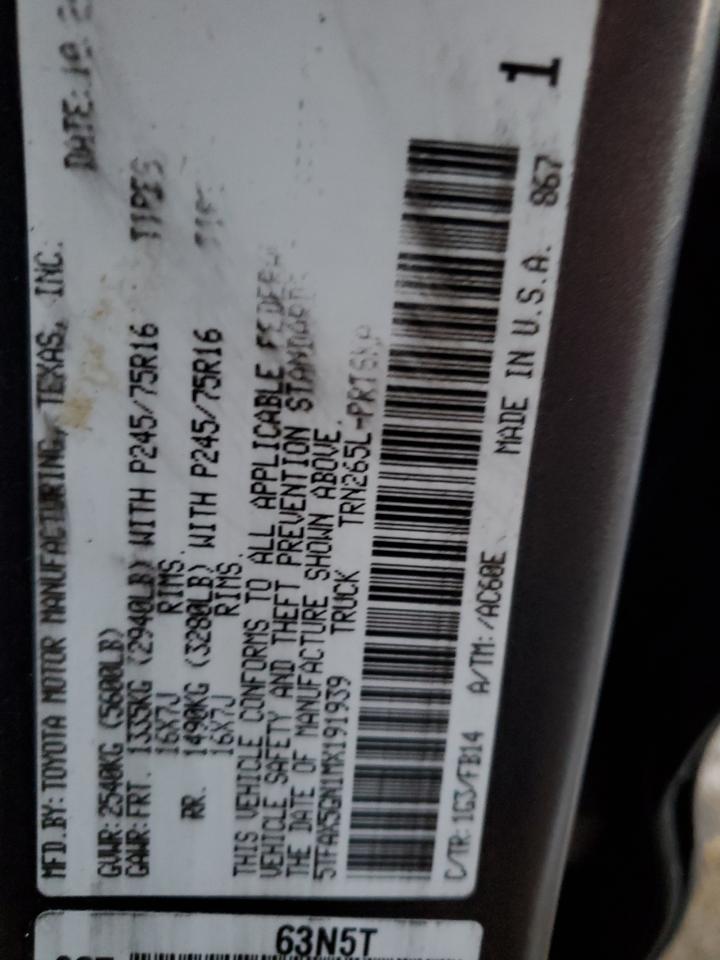 MFD.BY: TOYOTA MOTOR MANUFACTURING, TEXAS, INC. DATE:
GVWR: 2540KG (5600LB)
GAWR: FRT. 1335KG (2940LB) WITH P245/75R16 TIRES
16X7J RIMS.
RR. 1490KG (3280LB) WITH P245/75R16
16X7J RIMS.
THIS VEHICLE CONFORMS TO ALL APPLICABLE FEDERAL
VEHICLE SAFETY AND THEFT PREVENTION STANDARDS
THE DATE OF MANUFACTURE SHOWN ABOVE.
5TFAX5GN1MX191939 TRUCK
C/TR: 1G3/FB14 A/TM: /AC60E
MADE IN U.S.A. 867
1
63N5T